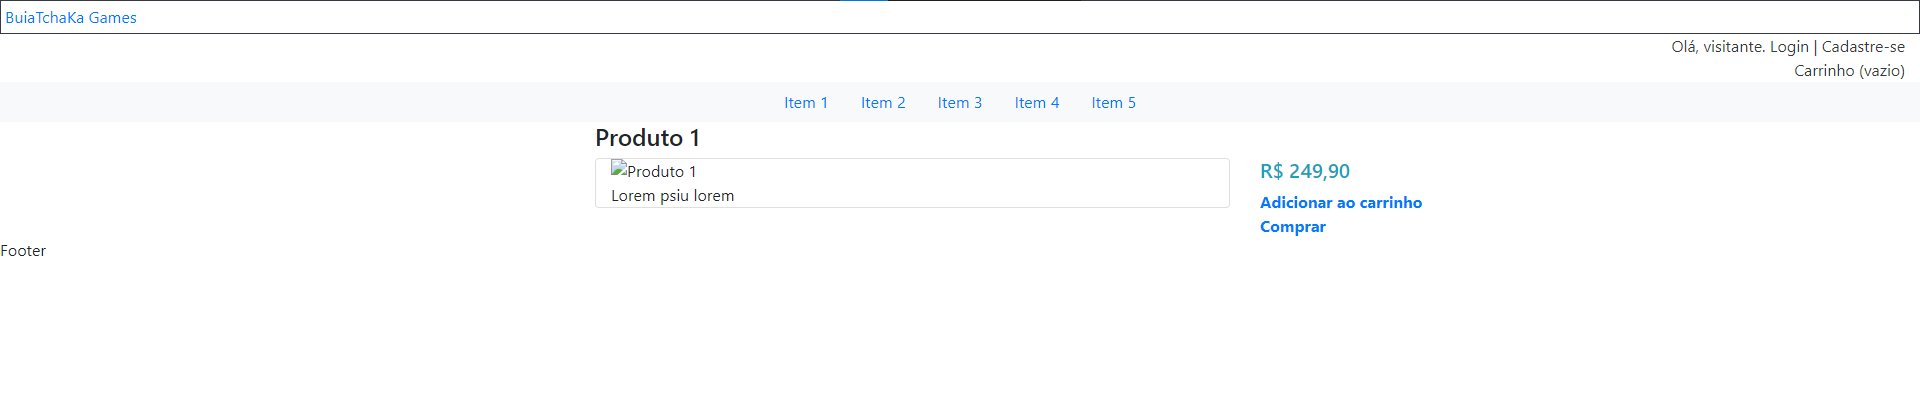 BuiaTchaKa Games
Olá, visitante. Login | Cadastre-se
Carrinho (vazio)
Item 1 Item 2 Item 3 Item 4 Item 5
Produto 1
Produto 1
Lorem psiu lorem
R$ 249,90
Adicionar ao carrinho
Comprar
Footer